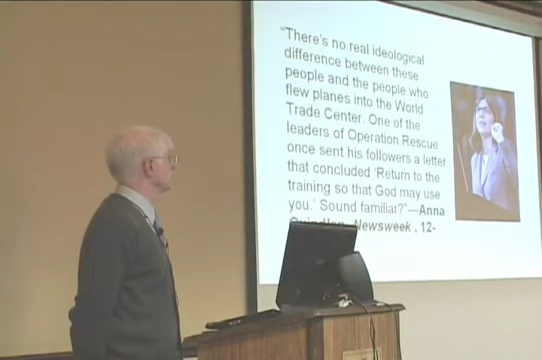 “There’s no real ideological
difference between these
people and the people who
flew planes into the World
Trade Center. One of the
leaders of Operation Rescue
once sent his followers a letter
that concluded ‘Return to the
training so that God may use
you.’ Sound familiar?”—Anna
Newsweek , 12-